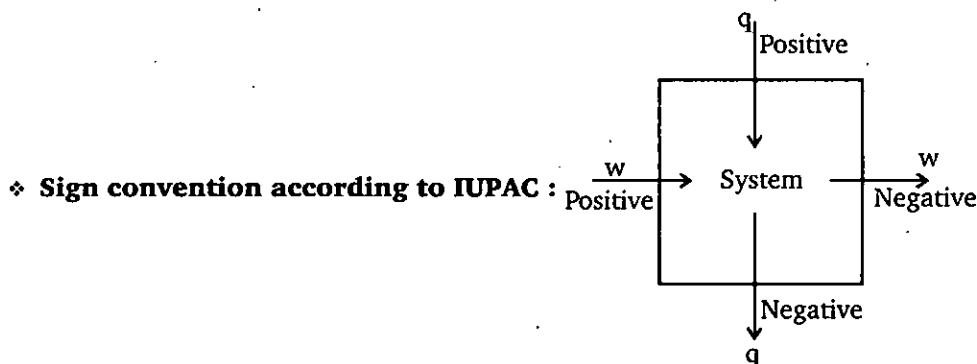 q
Positive
❖ Sign convention according to IUPAC :
w
Positive
System
w
Negative
Negative
q